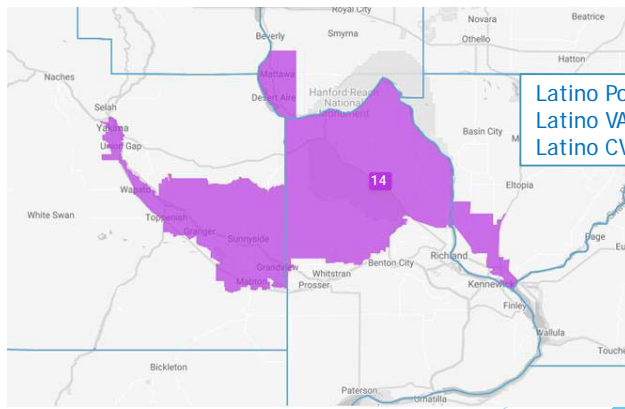 Royal City
Beverly
Smyrna
Novara
Beatrice
Othello
Hatton
Naches
Mattawa
Desert Aire
Hanford Reach
National
Monument
Selah
Yakima
Union Gap
Basin City
Latino Po
Latino VA
Latino CV
14
Wapato
White Swan
Toppenish
Granger
Sunnyside
Eltopia
Page
Grandview
Mabton
Whitstran
Prosser
Benton City
Richland
Kennewick
Finley
Wallula
Bickleton
Paterson
Umatilla